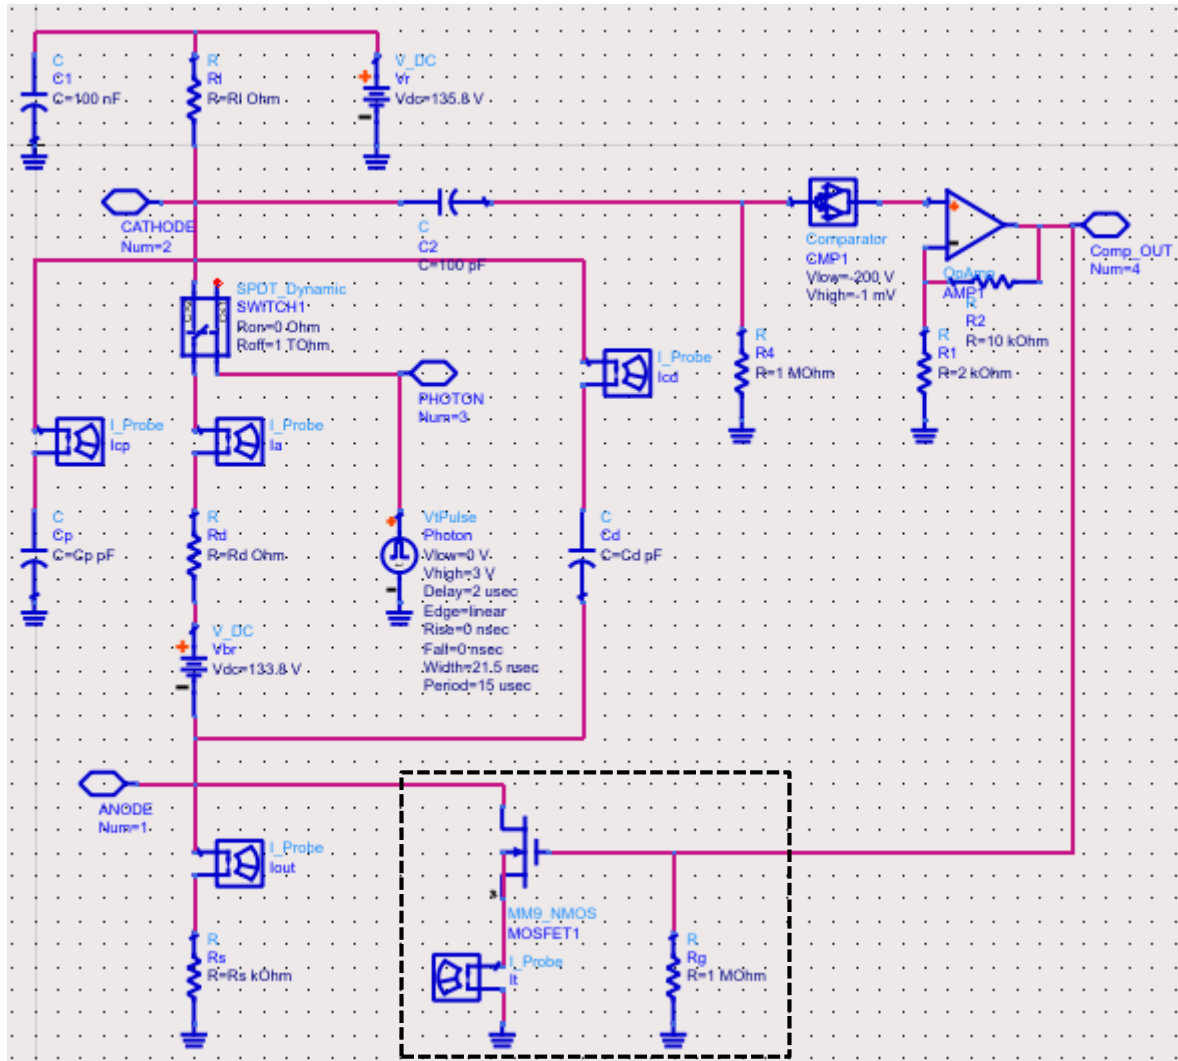 C
C1
C=100 nF
R
Rl
R=Rl Ohm
V_DC
Vr
Vdc=135.8 V
CATHODE
Num=2
C
C2
C=100 pF
Comparator
CMP1
Vlow=-200 V
Vhigh=-1 mV
Comp_OUT
Num=4
OpAmp
AMP1
R
R2
R=10 kOhm
R
R1
R=2 kOhm
R
R4
R=1 MOhm
SPDT_Dynamic
SWITCH1
Ron=0 Ohm
Roff=1 TOhm
I_Probe
Icd
PHOTON
Num=3
I_Probe
Icp
I_Probe
Ia
C
Cp
C=Cp pF
R
Rd
R=Rd Ohm
VtPulse
Photon
Vlow=0 V
Vhigh=3 V
Delay=2 usec
Edge=linear
Rise=0 nsec
Fall=0 nsec
Width=21.5 nsec
Period=15 usec
C
Cd
C=Cd pF
V_DC
Vbr
Vdc=133.8 V
ANODE
Num=1
I_Probe
Iout
MM9_NMOS
MOSFET1
R
Rs
R=Rs kOhm
I_Probe
It
R
Rg
R=1 MOhm